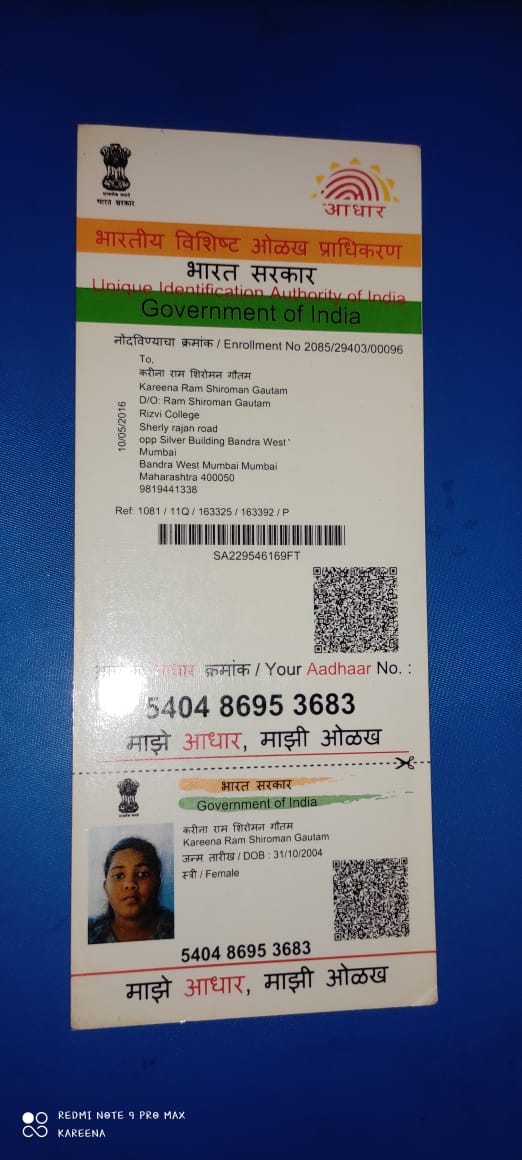 भारत सरकार
आधार
भारतीय विशिष्ट ओळख प्राधिकरण
भारत सरकार
Unique Identification Authority of India
Government of India
नोंदविण्याचा क्रमांक / Enrollment No 2085/29403/00096
To,
करीना राम शिरोमन गौतम
Kareena Ram Shiroman Gautam
D/O: Ram Shiroman Gautam
Rizvi College
Sherly rajan road
opp Silver Building Bandra West
Mumbai
Bandra West Mumbai Mumbai
Maharashtra 400050
9819441338
10/05/2016
Ref: 1081 / 11Q / 163325 / 163392 / P
SA229546169FT
आधार क्रमांक / Your Aadhaar No. :
5404 8695 3683
माझे आधार, माझी ओळख
भारत सरकार
Government of India
करीना राम शिरोमन गौतम
Kareena Ram Shiroman Gautam
जन्म तारीख / DOB : 31/10/2004
स्त्री / Female
5404 8695 3683
माझे आधार, माझी ओळख
REDMI NOTE 9 PRO MAX
KAREENA